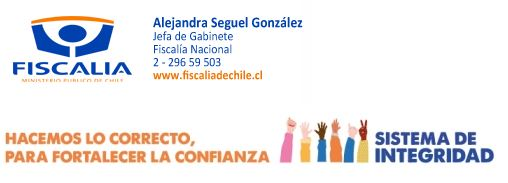 FISCALIA
MINISTERIO PUBLICO DE CHILE
Alejandra Seguel González
Jefa de Gabinete
Fiscalía Nacional
2 - 296 59 503
www.fiscaliadechile.cl
HACEMOS LO CORRECTO,
PARA FORTALECER LA CONFIANZA
SISTEMA DE
INTEGRIDAD